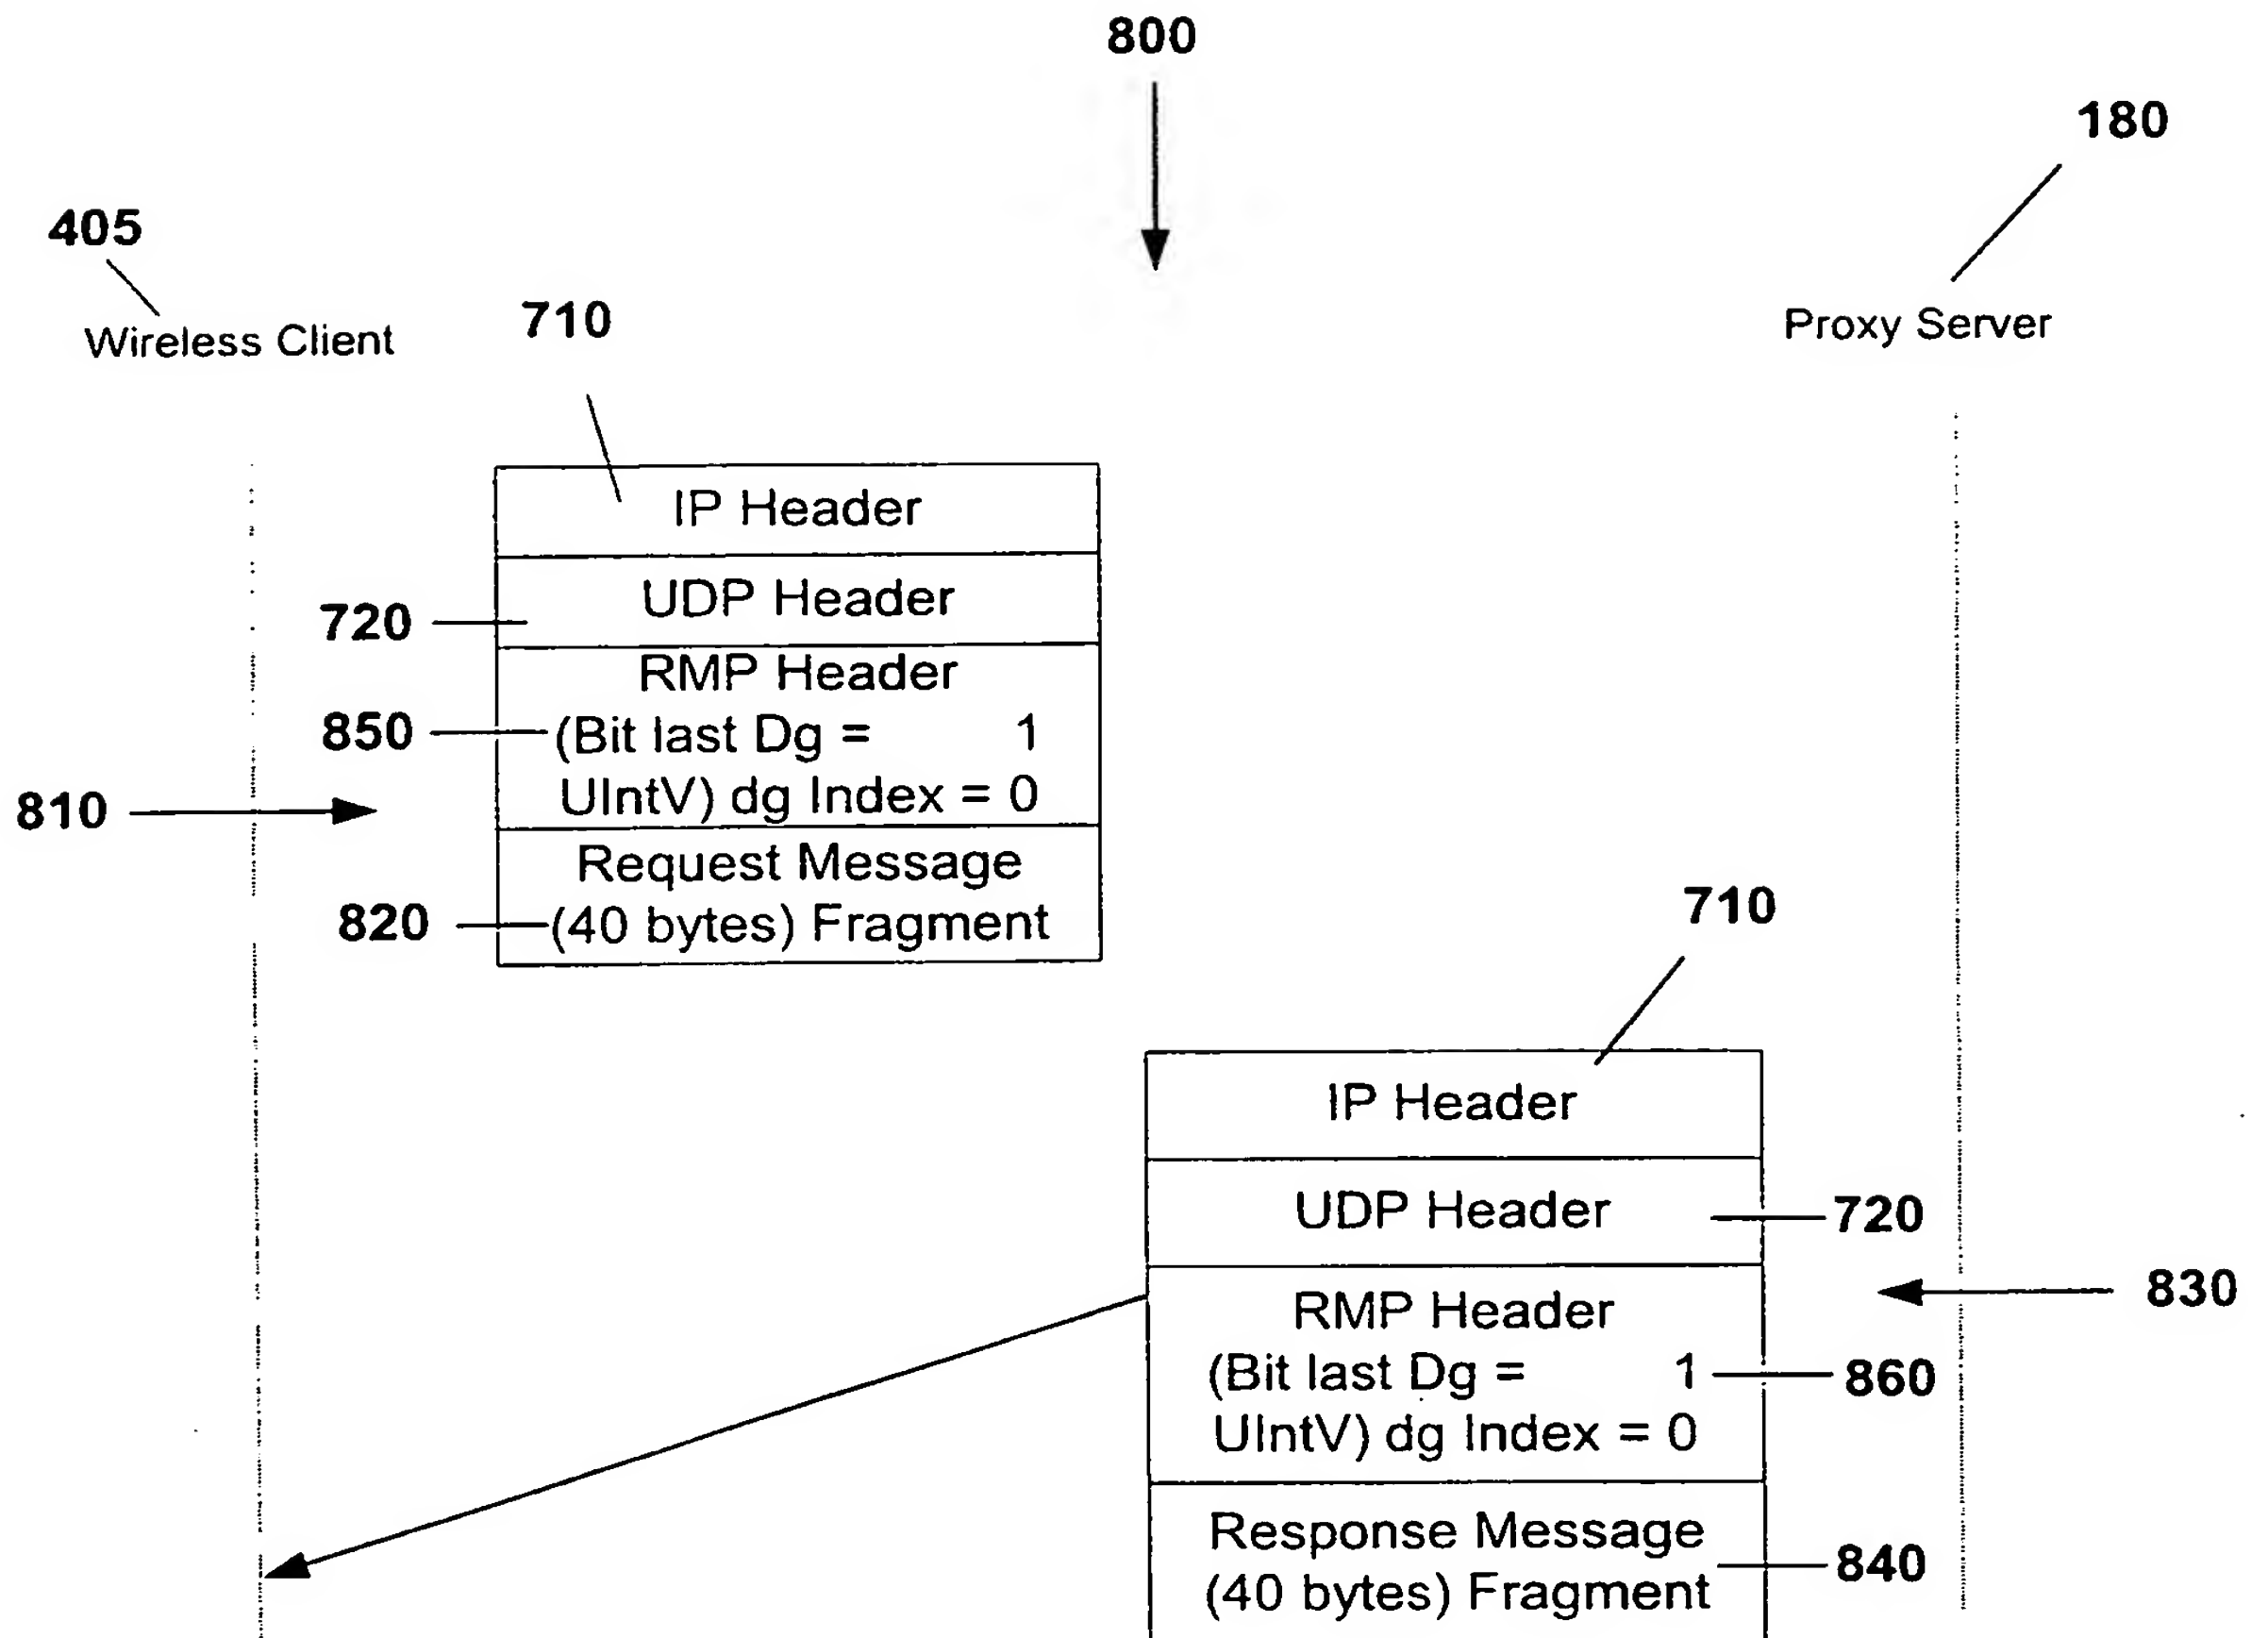 800
180
405
710
Wireless Client
Proxy Server
IP Header
UDP Header
720
RMP Header
850
(Bit last Dg = 1
810
UIntV) dg Index = 0
Request Message
820
(40 bytes) Fragment
710
IP Header
UDP Header
720
830
RMP Header
(Bit last Dg = 1
860
UIntV) dg Index = 0
Response Message
840
(40 bytes) Fragment